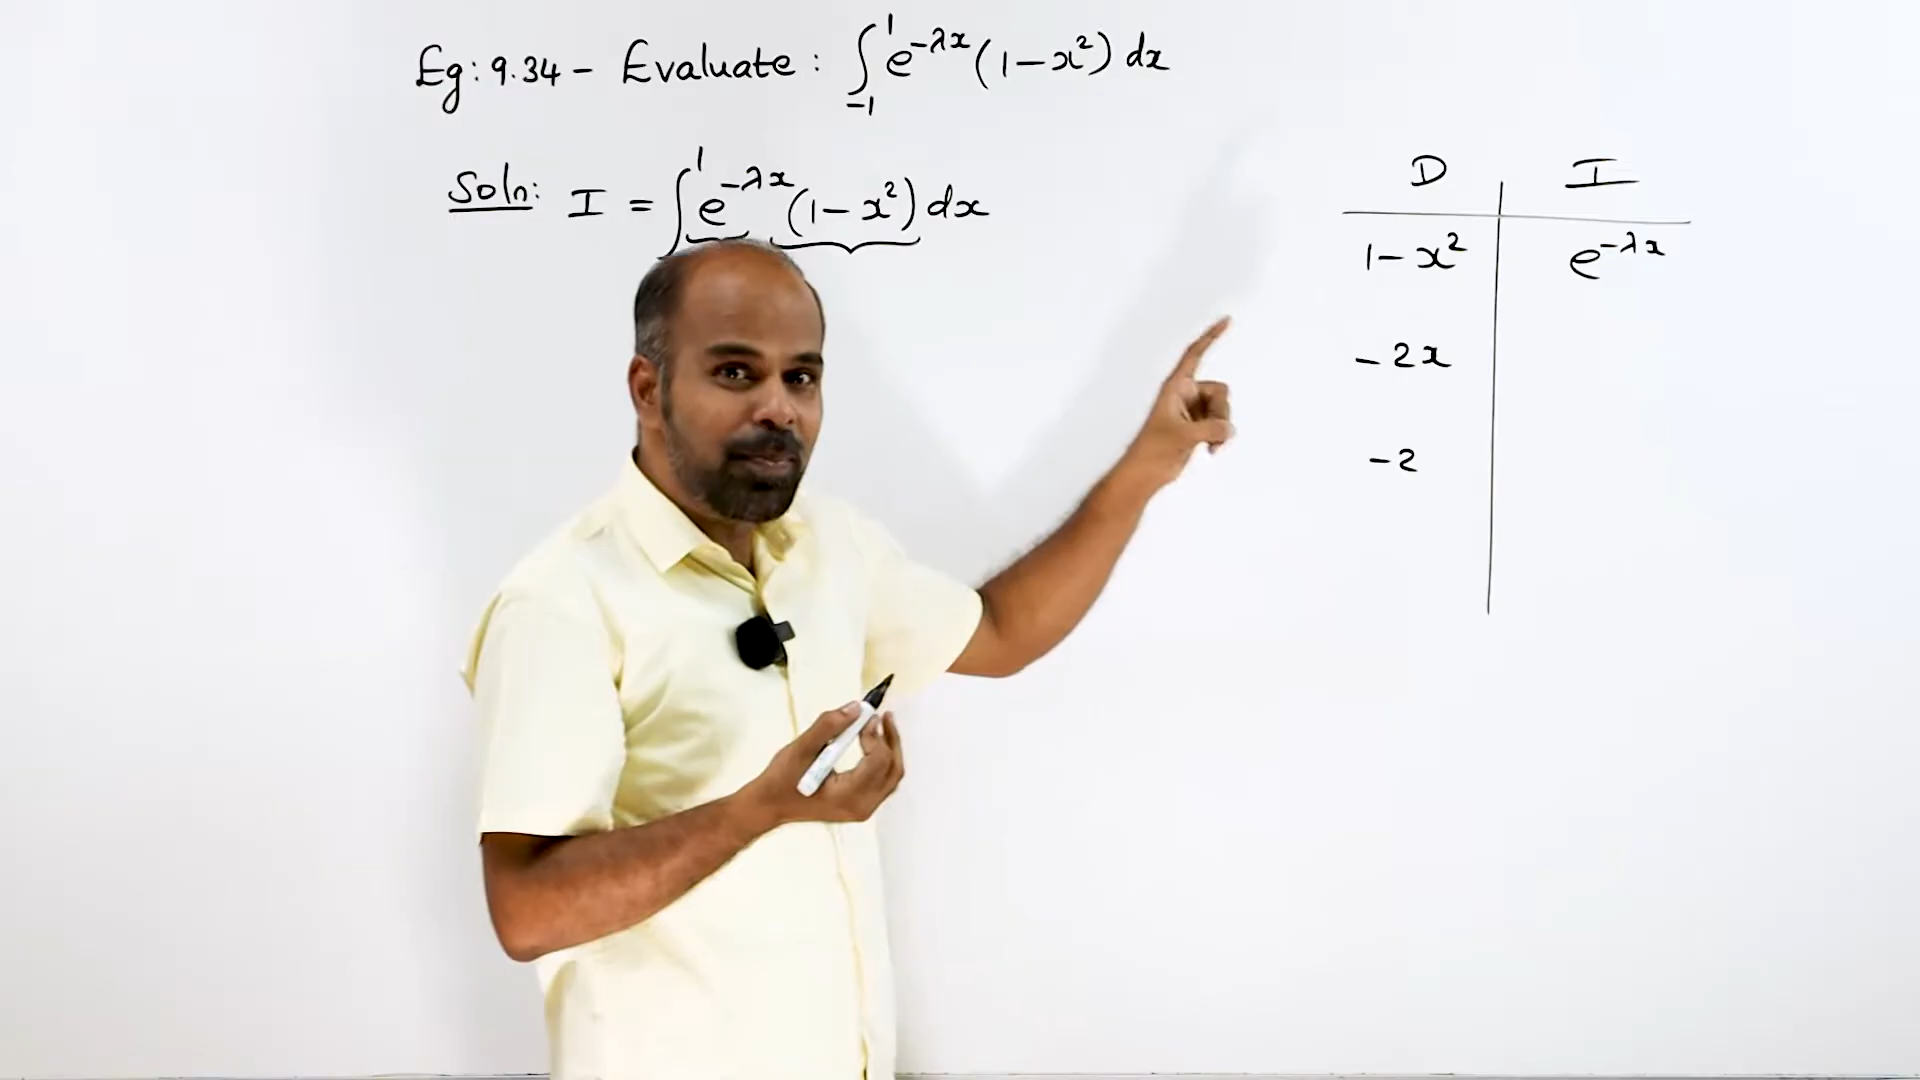 Eg: 9.34 - Evaluate: ∫₋₁¹ e^{-λx} (1-x²) dx
Soln: I = ∫¹ e^{-λx} (1-x²) dx
D I
1-x² e^{-λx}
-2x
-2